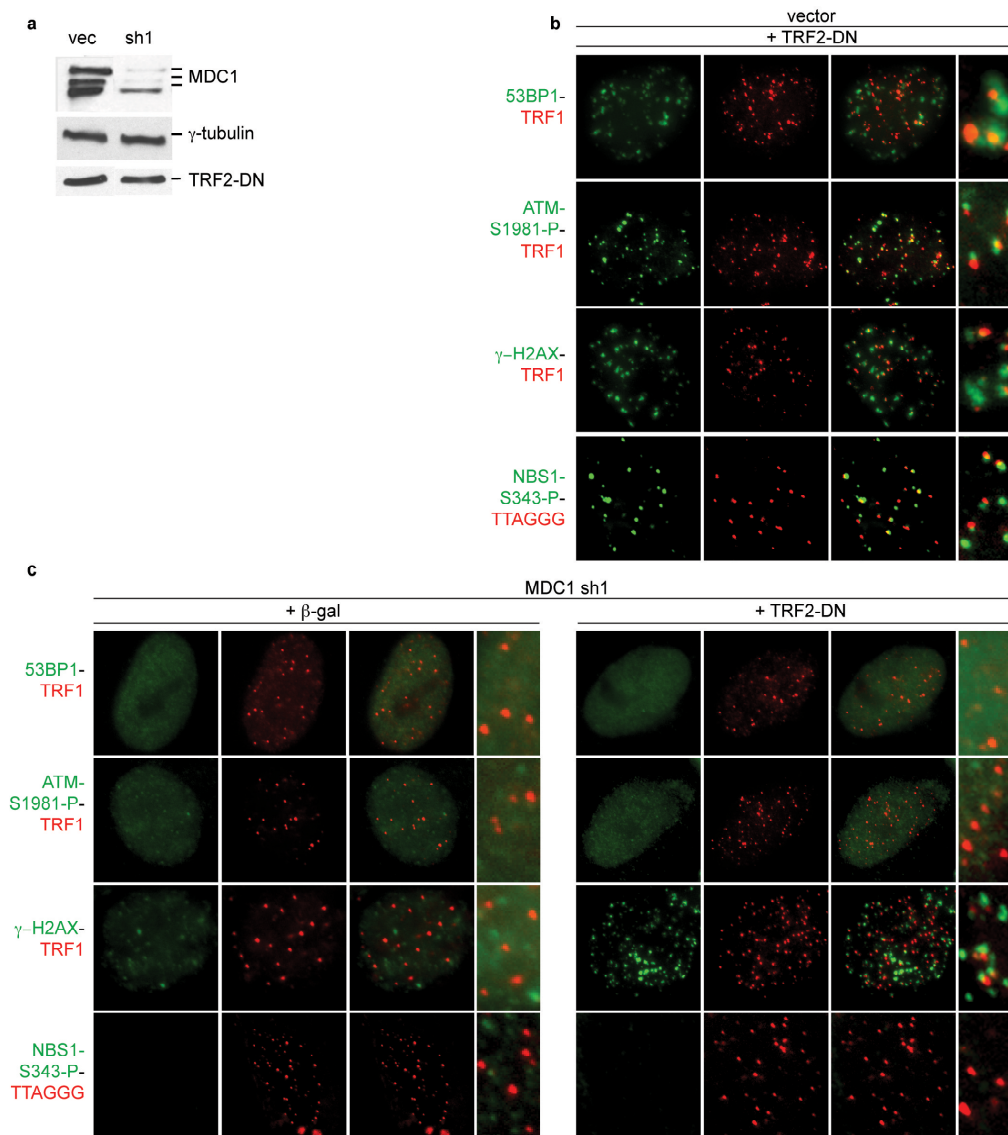 a
vec sh1
MDC1
γ-tubulin
TRF2-DN
b
vector
+ TRF2-DN
53BP1-
TRF1
ATM-
S1981-P-
TRF1
γ-H2AX-
TRF1
NBS1-
S343-P-
TTAGGG
c
MDC1 sh1
+ β-gal
+ TRF2-DN
53BP1-
TRF1
ATM-
S1981-P-
TRF1
γ-H2AX-
TRF1
NBS1-
S343-P-
TTAGGG